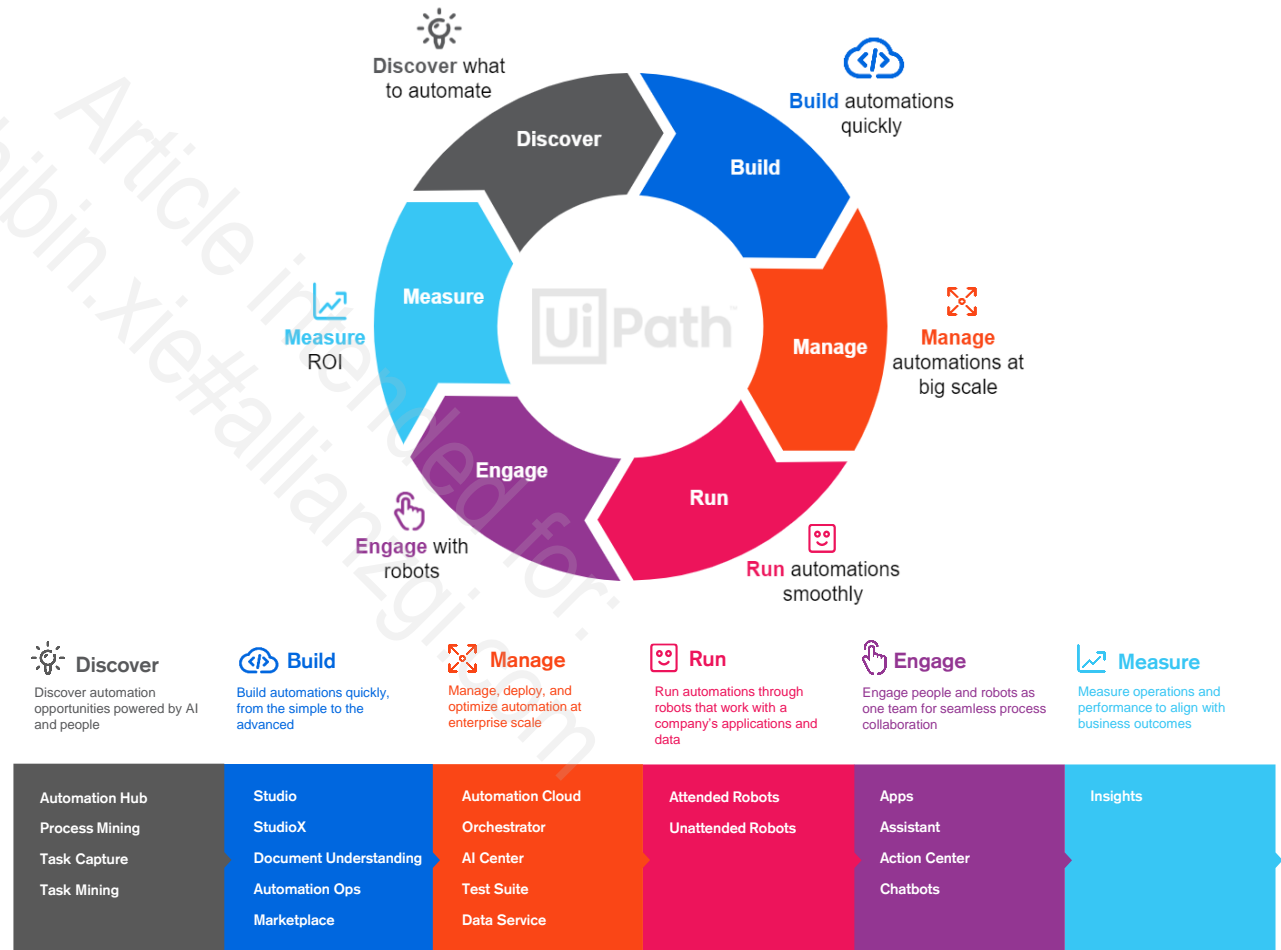 Discover what
to automate
Build automations
quickly
Discover
Build
Measure
Manage
Engage
Run
UiPath™
Measure
ROI
Manage
automations at
big scale
Engage with
robots
Run automations
smoothly
Article intended for:
hibin.xie#allianzgi.com
Discover
Discover automation
opportunities powered by AI
and people
Build
Build automations quickly,
from the simple to the
advanced
Manage
Manage, deploy, and
optimize automation at
enterprise scale
Run
Run automations through
robots that work with a
company's applications and
data
Engage
Engage people and robots as
one team for seamless process
collaboration
Measure
Measure operations and
performance to align with
business outcomes
Automation Hub
Process Mining
Task Capture
Task Mining
Studio
StudioX
Document Understanding
Automation Ops
Marketplace
Automation Cloud
Orchestrator
AI Center
Test Suite
Data Service
Attended Robots
Unattended Robots
Apps
Assistant
Action Center
Chatbots
Insights